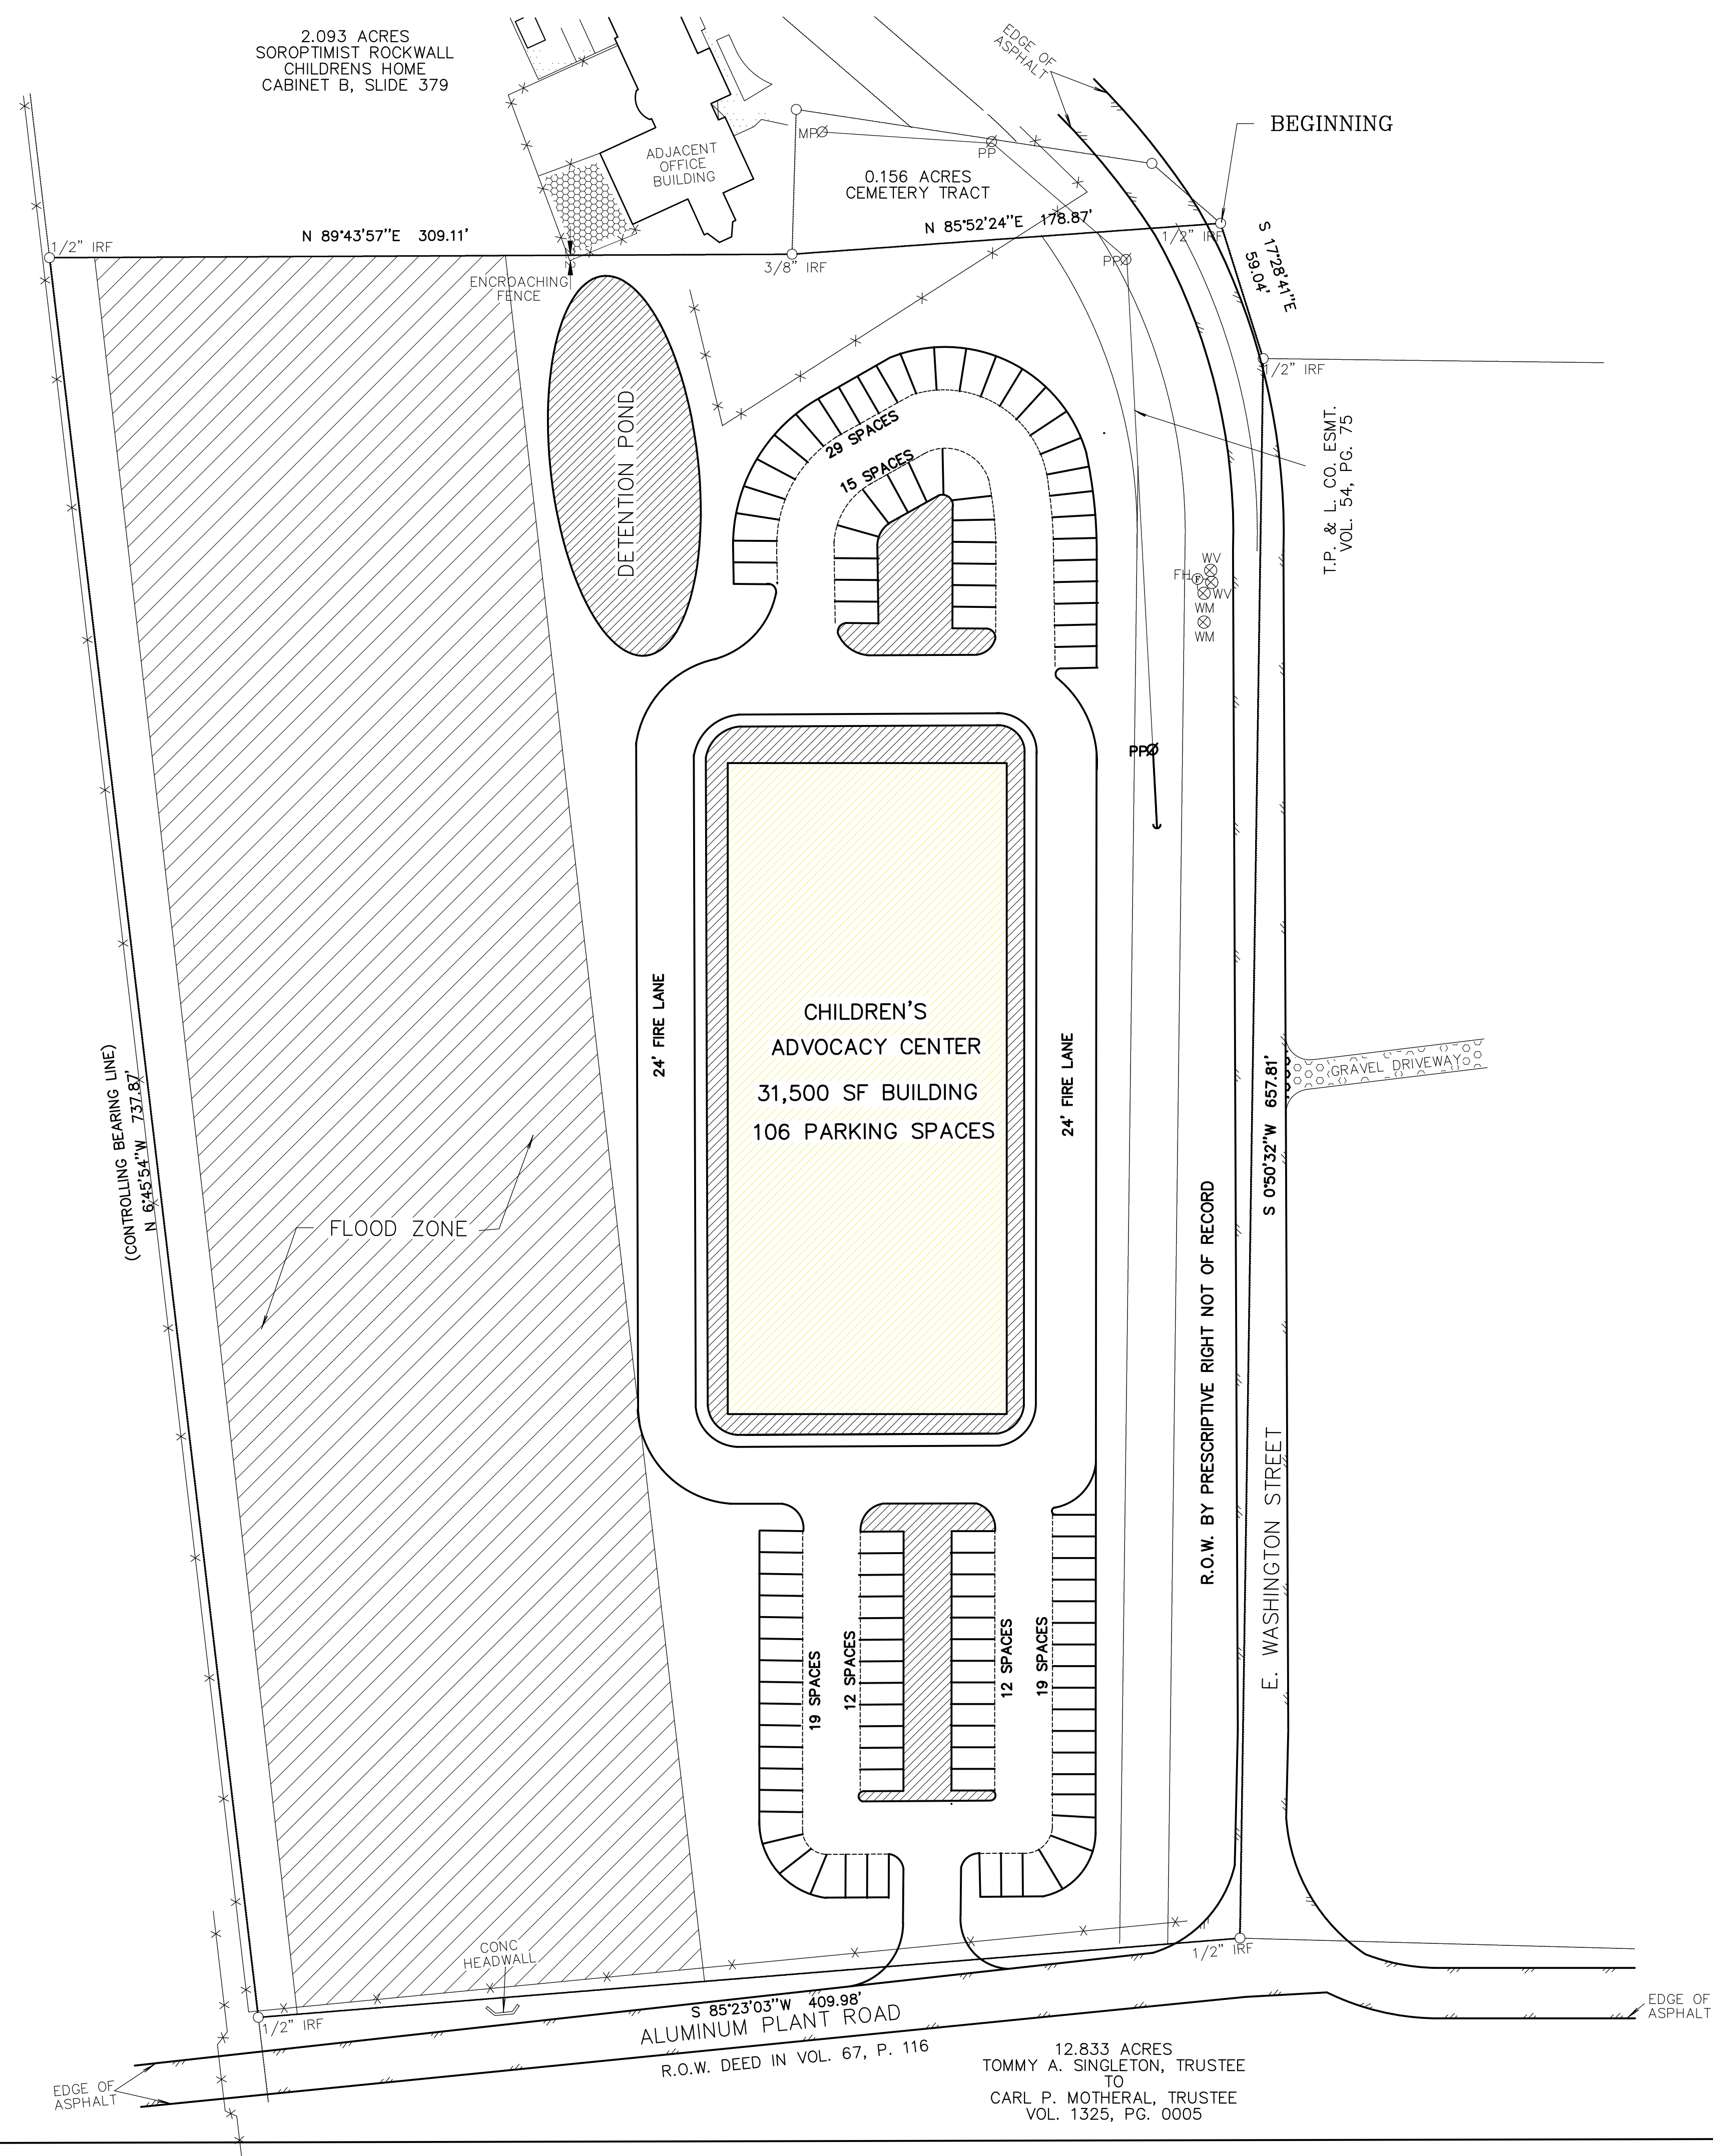 2.093 ACRES
SOROPTIMIST ROCKWALL
CHILDRENS HOME
CABINET B, SLIDE 379
EDGE OF
ASPHALT
BEGINNING
MPØ
PP
ADJACENT
OFFICE
BUILDING
0.156 ACRES
CEMETERY TRACT
N 89°43'57"E 309.11'
N 85°52'24"E 178.87'
1/2" IRF
1/2" IRF
3/8" IRF
PPØ
S 17°28'41"E
59.04'
ENCROACHING
FENCE
1/2" IRF
DETENTION POND
29 SPACES
15 SPACES
T.P. & L. CO. ESMT.
VOL. 54, PG. 75
WV
FH
F
WV
WM
WM
PPØ
24' FIRE LANE
CHILDREN'S
ADVOCACY CENTER
31,500 SF BUILDING
106 PARKING SPACES
24' FIRE LANE
GRAVEL DRIVEWAY
S 0°50'32"W 657.81'
(CONTROLLING BEARING LINE)
N 6°45'54"W 737.87'
FLOOD ZONE
R.O.W. BY PRESCRIPTIVE RIGHT NOT OF RECORD
E. WASHINGTON STREET
19 SPACES
12 SPACES
12 SPACES
19 SPACES
CONC
HEADWALL
1/2" IRF
1/2" IRF
S 85°23'03"W 409.98'
ALUMINUM PLANT ROAD
R.O.W. DEED IN VOL. 67, P. 116
EDGE OF
ASPHALT
EDGE OF
ASPHALT
12.833 ACRES
TOMMY A. SINGLETON, TRUSTEE
TO
CARL P. MOTHERAL, TRUSTEE
VOL. 1325, PG. 0005